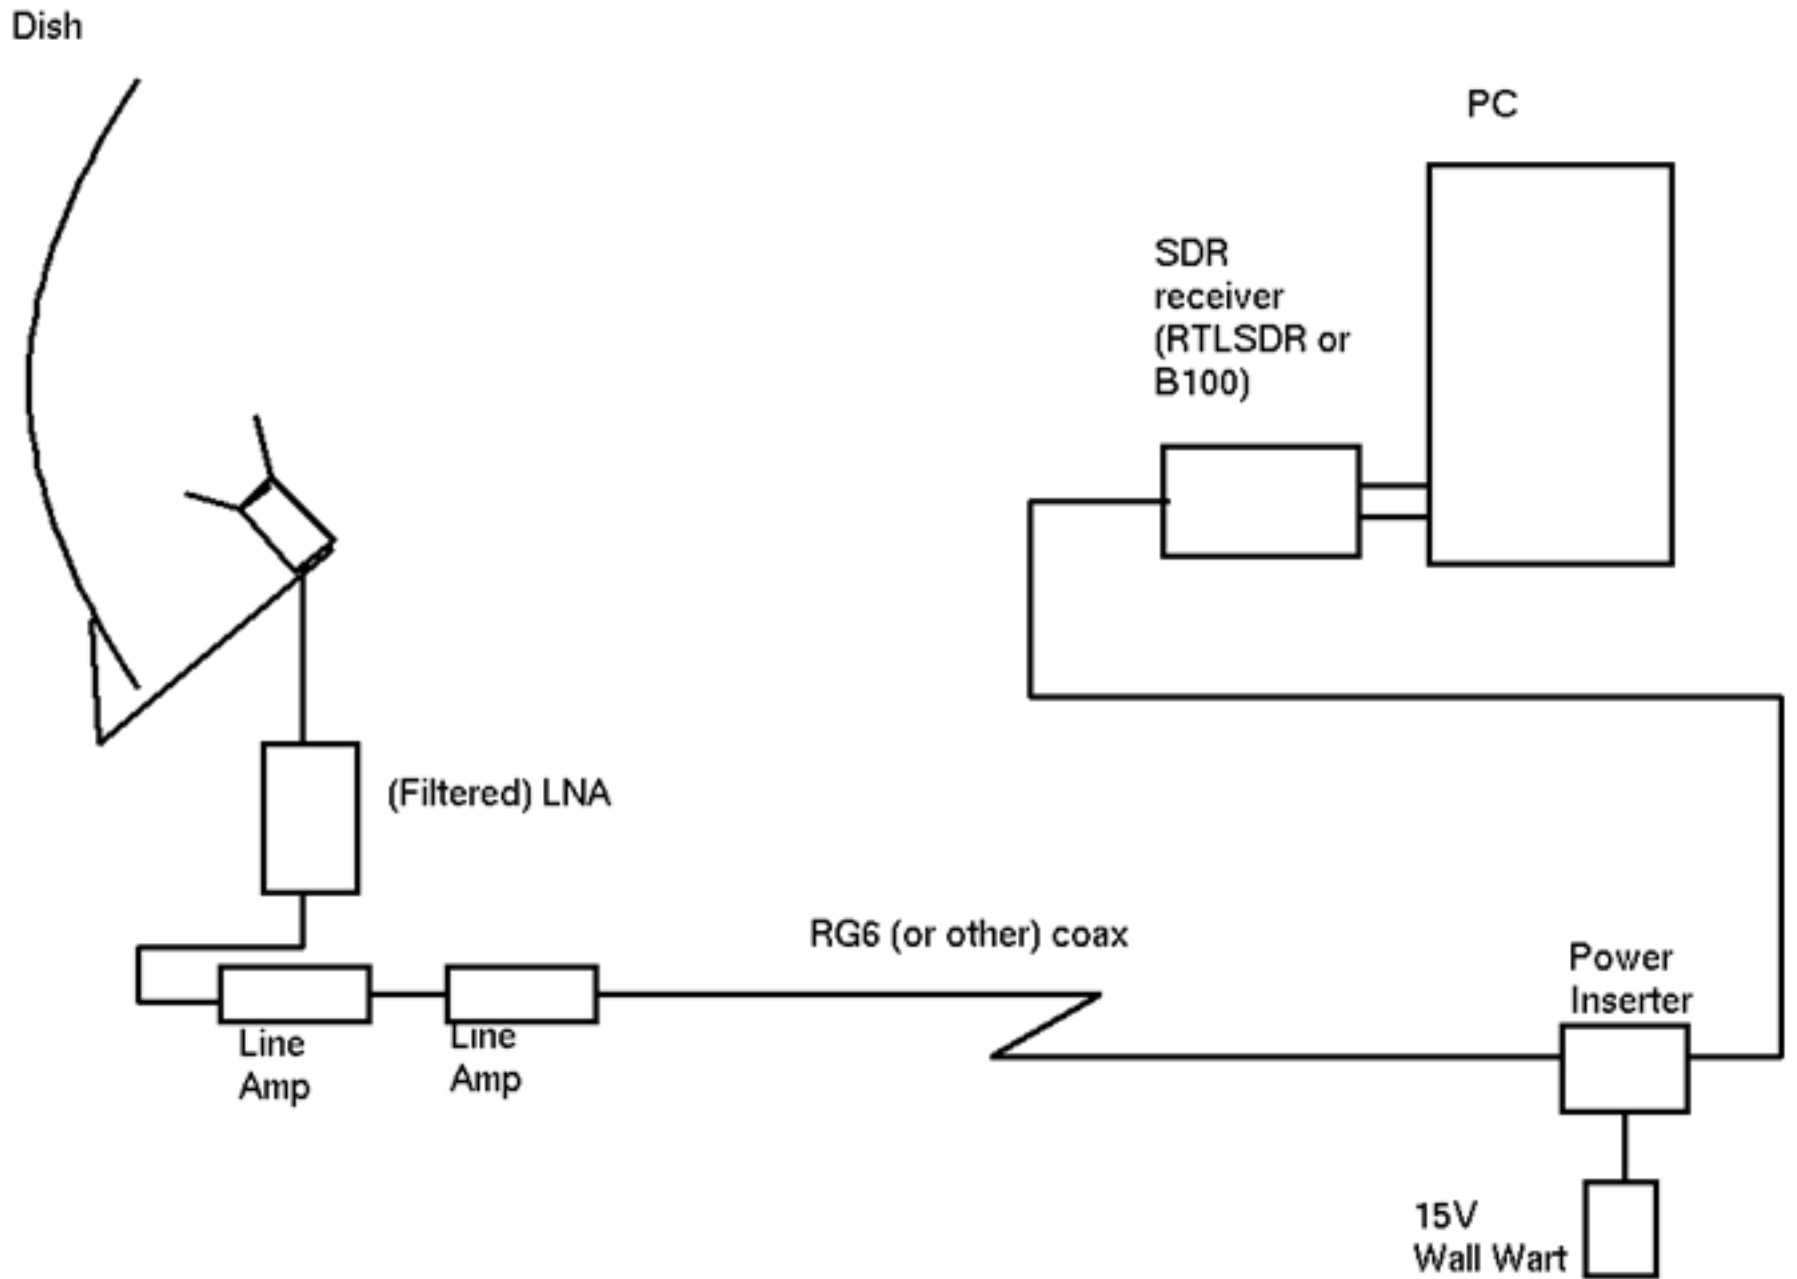 Dish
PC
SDR
receiver
(RTLSDR or
B100)
(Filtered) LNA
RG6 (or other) coax
Line
Amp
Line
Amp
Power
Inserter
15V
Wall Wart